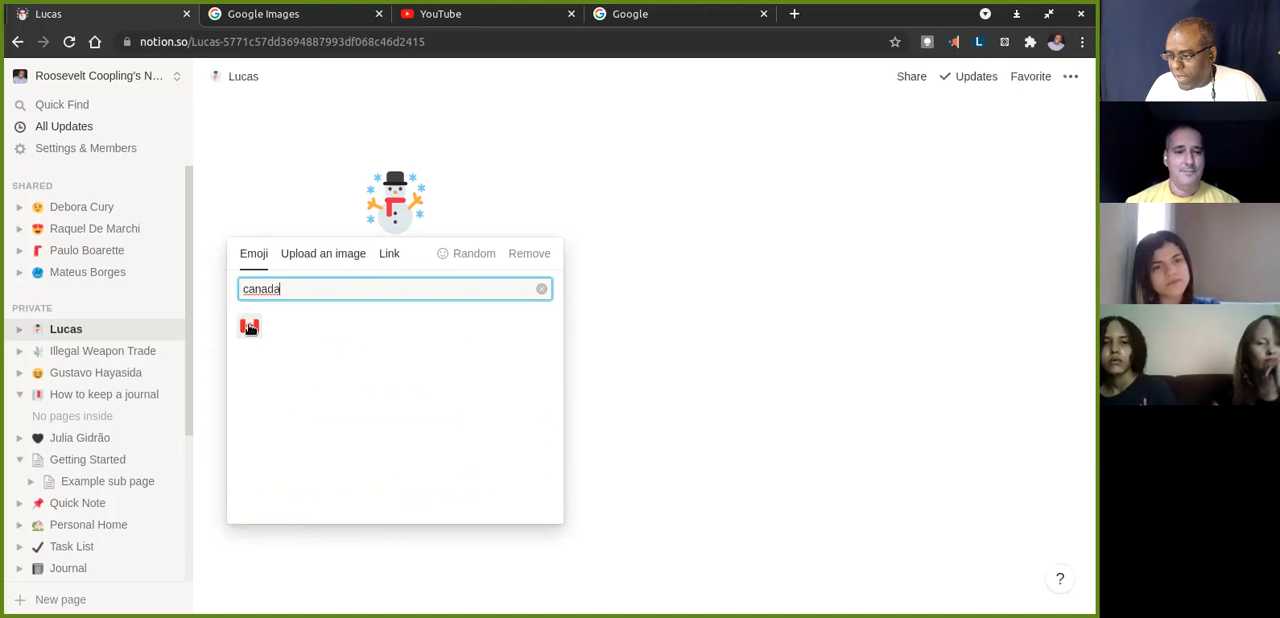 Lucas
Google Images
YouTube
Google
notion.so/Lucas-5771c57dd3694887993df068c46d2415
Roosevelt Coopling's N...
Lucas
Share
Updates
Favorite
Quick Find
All Updates
Settings & Members
SHARED
Debora Cury
Raquel De Marchi
Paulo Boarette
Mateus Borges
PRIVATE
Lucas
Illegal Weapon Trade
Gustavo Hayasida
How to keep a journal
No pages inside
Julia Gidrão
Getting Started
Example sub page
Quick Note
Personal Home
Task List
Journal
New page
Emoji
Upload an image
Link
Random
Remove
canada
?